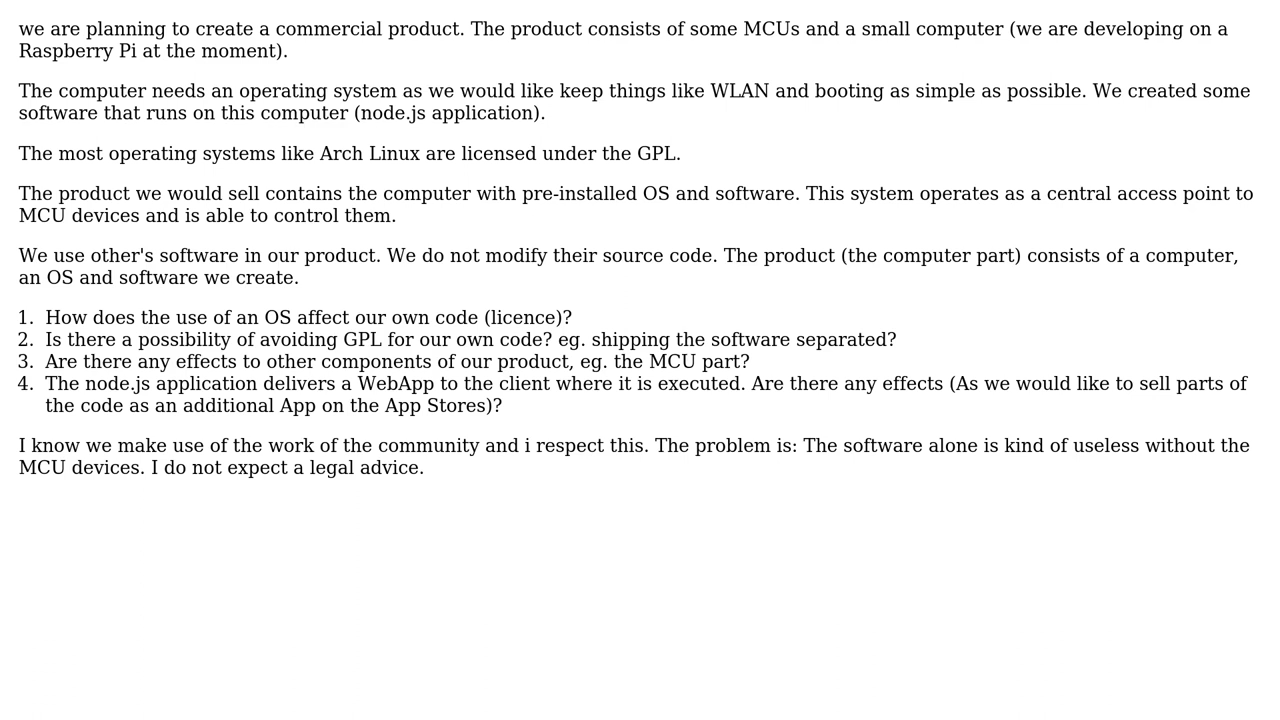 we are planning to create a commercial product. The product consists of some MCUs and a small computer (we are developing on a
Raspberry Pi at the moment).
The computer needs an operating system as we would like keep things like WLAN and booting as simple as possible. We created some
software that runs on this computer (node.js application).
The most operating systems like Arch Linux are licensed under the GPL.
The product we would sell contains the computer with pre-installed OS and software. This system operates as a central access point to
MCU devices and is able to control them.
We use other's software in our product. We do not modify their source code. The product (the computer part) consists of a computer,
an OS and software we create.
1. How does the use of an OS affect our own code (licence)?
2. Is there a possibility of avoiding GPL for our own code? eg. shipping the software separated?
3. Are there any effects to other components of our product, eg. the MCU part?
4. The node.js application delivers a WebApp to the client where it is executed. Are there any effects (As we would like to sell parts of
the code as an additional App on the App Stores)?
I know we make use of the work of the community and i respect this. The problem is: The software alone is kind of useless without the
MCU devices. I do not expect a legal advice.